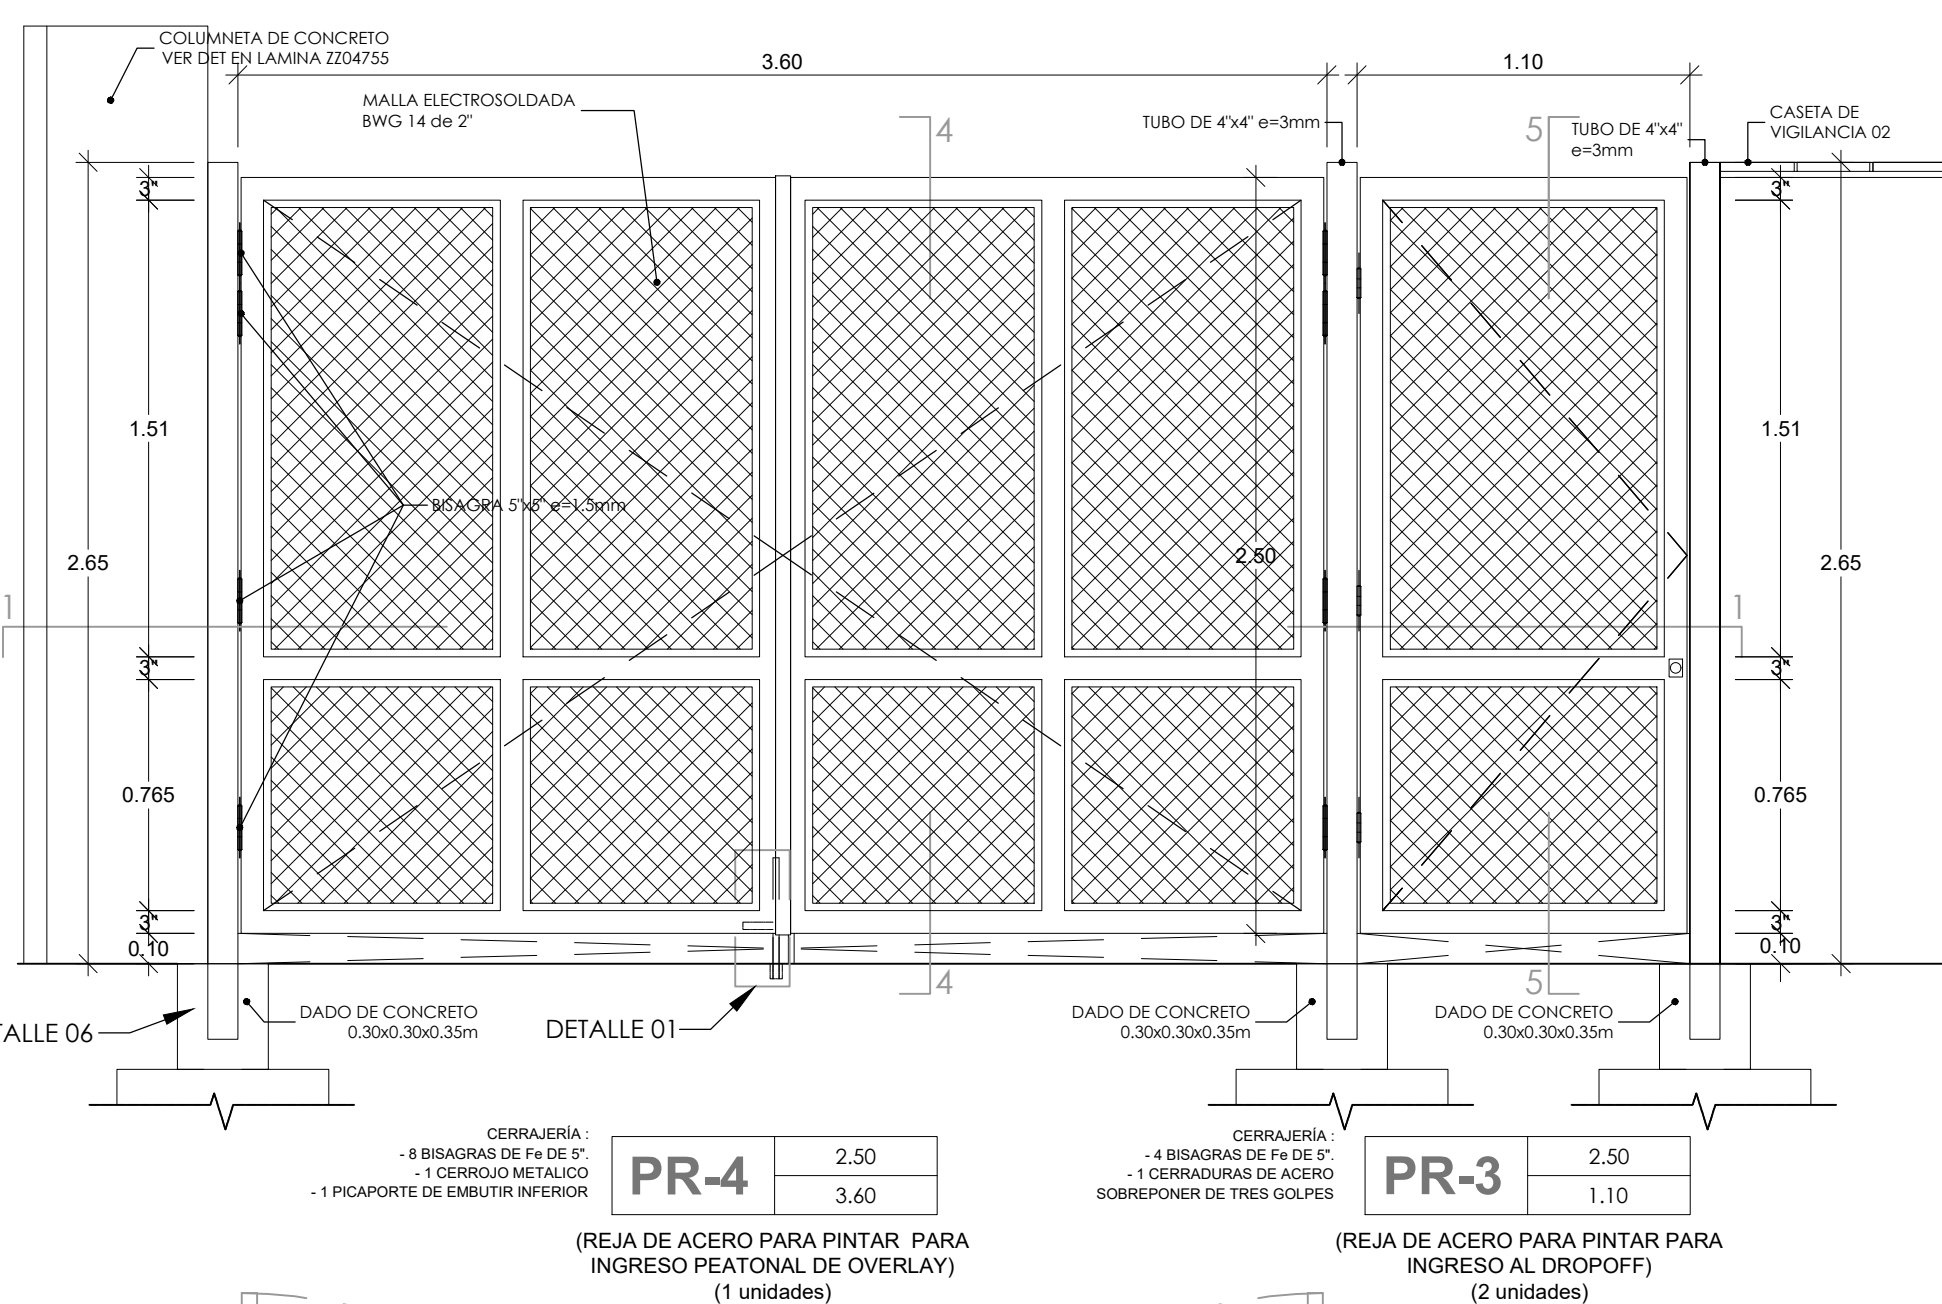 COLUMNETA DE CONCRETO
VER DET EN LAMINA ZZ04755
3.60
1.10
MALLA ELECTROSOLDADA
BWG 14 de 2"
4
TUBO DE 4"x4" e=3mm
5
TUBO DE 4"x4"
e=3mm
CASETA DE
VIGILANCIA 02
3"
3"
1.51
1.51
BISAGRA 5"x5" e=1.5mm
2.65
2.50
2.65
1
1
3"
3"
0.765
0.765
3"
3"
0.10
0.10
4
5
DADO DE CONCRETO
0.30x0.30x0.35m
TALLE 06
DETALLE 01
DADO DE CONCRETO
0.30x0.30x0.35m
DADO DE CONCRETO
0.30x0.30x0.35m
CERRAJERÍA :
- 8 BISAGRAS DE Fe DE 5".
- 1 CERROJO METALICO
- 1 PICAPORTE DE EMBUTIR INFERIOR
PR-4
2.50
3.60
(REJA DE ACERO PARA PINTAR PARA
INGRESO PEATONAL DE OVERLAY)
(1 unidades)
CERRAJERÍA :
- 4 BISAGRAS DE Fe DE 5".
- 1 CERRADURAS DE ACERO
SOBREPONER DE TRES GOLPES
PR-3
2.50
1.10
(REJA DE ACERO PARA PINTAR PARA
INGRESO AL DROPOFF)
(2 unidades)